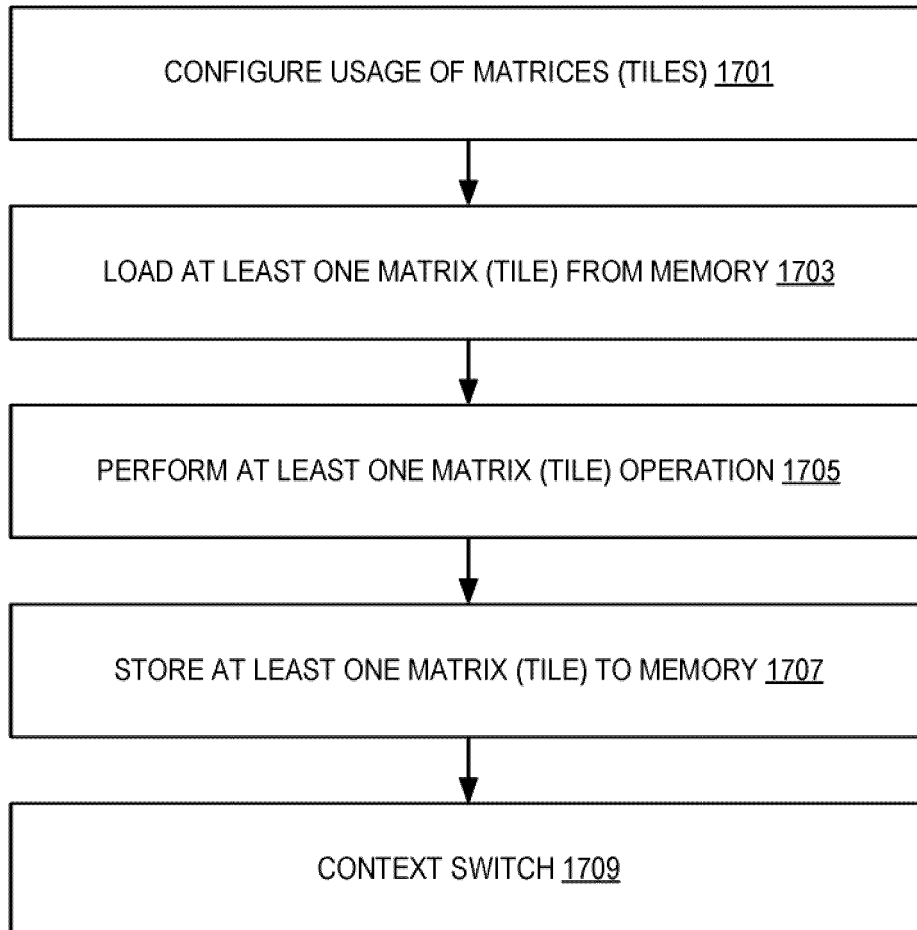 CONFIGURE USAGE OF MATRICES (TILES) 1701
LOAD AT LEAST ONE MATRIX (TILE) FROM MEMORY 1703
PERFORM AT LEAST ONE MATRIX (TILE) OPERATION 1705
STORE AT LEAST ONE MATRIX (TILE) TO MEMORY 1707
CONTEXT SWITCH 1709